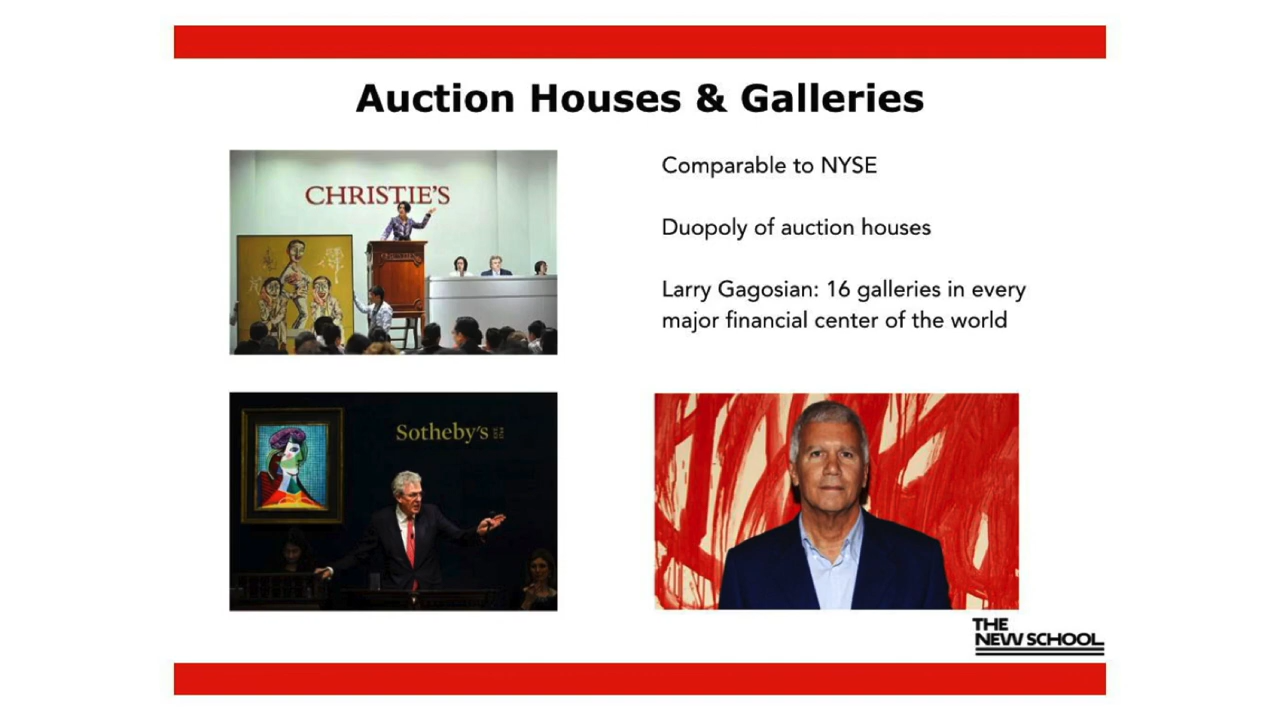 Auction Houses & Galleries
CHRISTIE'S
CHRISTIE'S
Comparable to NYSE
Duopoly of auction houses
Larry Gagosian: 16 galleries in every
major financial center of the world
Sotheby's
THE
NEW SCHOOL